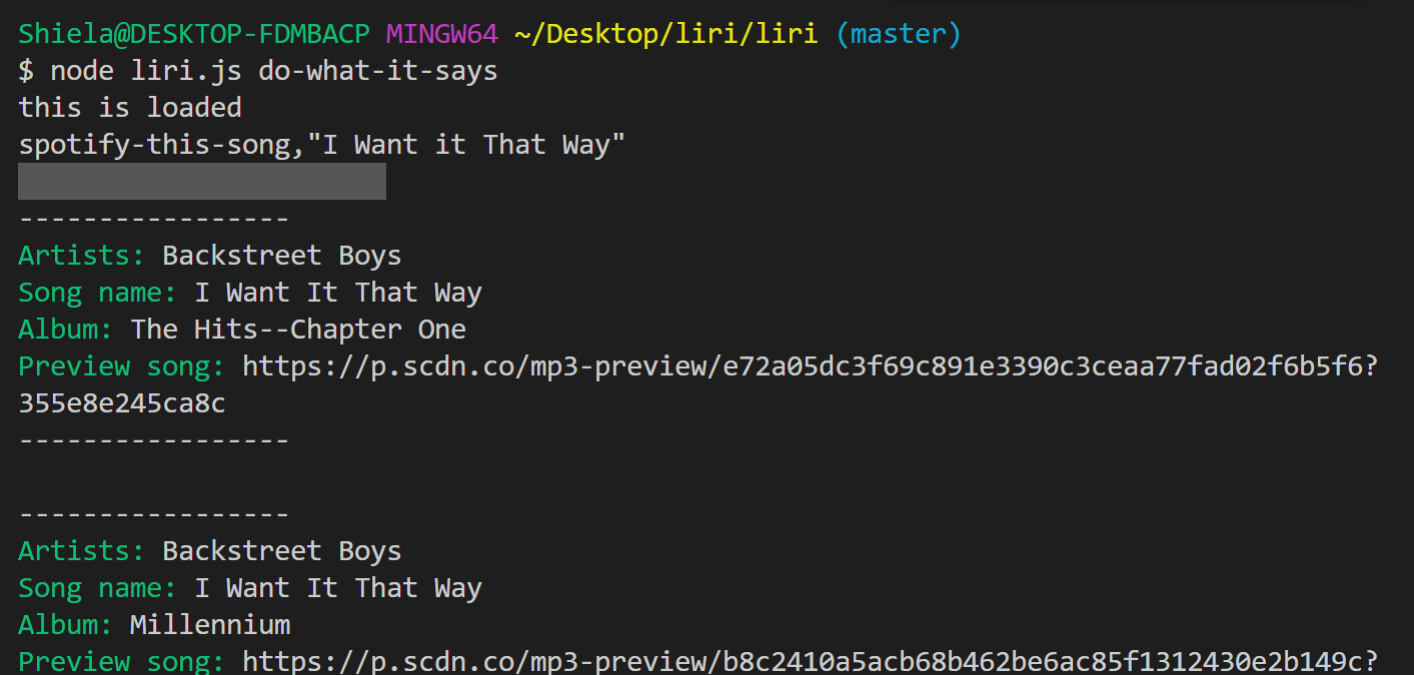 Shiela@DESKTOP-FDMBACP MINGW64 ~/Desktop/liri/liri (master)
$ node liri.js do-what-it-says
this is loaded
spotify-this-song,"I Want it That Way"
-----------------
Artists: Backstreet Boys
Song name: I Want It That Way
Album: The Hits--Chapter One
Preview song: https://p.scdn.co/mp3-preview/e72a05dc3f69c891e3390c3ceaa77fad02f6b5f6?
355e8e245ca8c
-----------------
-----------------
Artists: Backstreet Boys
Song name: I Want It That Way
Album: Millennium
Preview song: https://p.scdn.co/mp3-preview/b8c2410a5acb68b462be6ac85f1312430e2b149c?